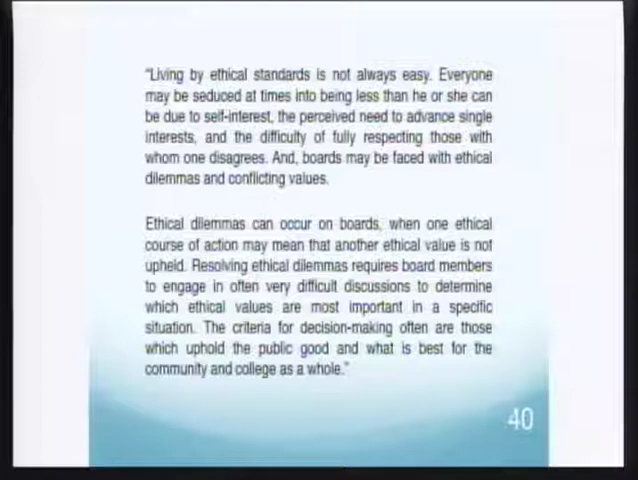 "Living by ethical standards is not always easy. Everyone
may be seduced at times into being less than he or she can
be due to self-interest, the perceived need to advance single
interests, and the difficulty of fully respecting those with
whom one disagrees. And, boards may be faced with ethical
dilemmas and conflicting values.
Ethical dilemmas can occur on boards, when one ethical
course of action may mean that another ethical value is not
upheld. Resolving ethical dilemmas requires board members
to engage in often very difficult discussions to determine
which ethical values are most important in a specific
situation. The criteria for decision-making often are those
which uphold the public good and what is best for the
community and college as a whole."
40